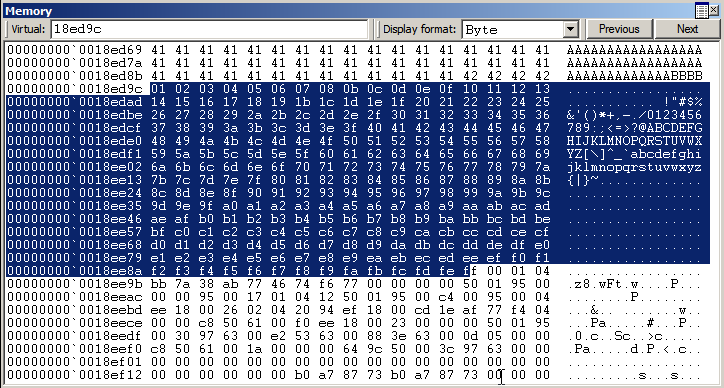 Memory
Virtual: 18ed9c Display format: Byte Previous Next
00000000`0018ed69 41 41 41 41 41 41 41 41 41 41 41 41 41 41 41 41 41 AAAAAAAAAAAAAAAAA
00000000`0018ed7a 41 41 41 41 41 41 41 41 41 41 41 41 41 41 41 41 41 AAAAAAAAAAAAAAAAA
00000000`0018ed8b 41 41 41 41 41 41 41 41 41 41 41 41 41 42 42 42 42 AAAAAAAAAAAAABBBB
00000000`0018ed9c 01 02 03 04 05 06 07 08 0b 0c 0d 0e 0f 10 11 12 13 .................
00000000`0018edad 14 15 16 17 18 19 1b 1c 1d 1e 1f 20 21 22 23 24 25 ........... !"#$%
00000000`0018edbe 26 27 28 29 2a 2b 2c 2d 2e 2f 30 31 32 33 34 35 36 &'()*+,-./0123456
00000000`0018edcf 37 38 39 3a 3b 3c 3d 3e 3f 40 41 42 43 44 45 46 47 789:;<=>?@ABCDEFG
00000000`0018ede0 48 49 4a 4b 4c 4d 4e 4f 50 51 52 53 54 55 56 57 58 HIJKLMNOPQRSTUVWX
00000000`0018edf1 59 5a 5b 5c 5d 5e 5f 60 61 62 63 64 65 66 67 68 69 YZ[\]^_`abcdefghi
00000000`0018ee02 6a 6b 6c 6d 6e 6f 70 71 72 73 74 75 76 77 78 79 7a jklmnopqrstuvwxyz
00000000`0018ee13 7b 7c 7d 7e 7f 80 81 82 83 84 85 86 87 88 89 8a 8b {|}~.............
00000000`0018ee24 8c 8d 8e 8f 90 91 92 93 94 95 96 97 98 99 9a 9b 9c .................
00000000`0018ee35 9d 9e 9f a0 a1 a2 a3 a4 a5 a6 a7 a8 a9 aa ab ac ad .................
00000000`0018ee46 ae af b0 b1 b2 b3 b4 b5 b6 b7 b8 b9 ba bb bc bd be .................
00000000`0018ee57 bf c0 c1 c2 c3 c4 c5 c6 c7 c8 c9 ca cb cc cd ce cf .................
00000000`0018ee68 d0 d1 d2 d3 d4 d5 d6 d7 d8 d9 da db dc dd de df e0 .................
00000000`0018ee79 e1 e2 e3 e4 e5 e6 e7 e8 e9 ea eb ec ed ee ef f0 f1 .................
00000000`0018ee8a f2 f3 f4 f5 f6 f7 f8 f9 fa fb fc fd fe ff 00 01 04 .................
00000000`0018ee9b bb 7a 38 ab 77 46 74 f6 77 00 00 00 00 50 01 95 00 .z8.wFt.w....P...
00000000`0018eeac 00 00 95 00 17 01 04 12 50 01 95 00 c4 00 95 00 04 ........P........
00000000`0018eebd ee 18 00 26 02 04 20 94 ef 18 00 cd 1e af 77 f4 04 ...&.. .......w..
00000000`0018eece 00 00 c8 50 61 00 f0 ee 18 00 23 00 00 00 50 01 95 ...Pa.....#...P..
00000000`0018eedf 00 30 97 63 00 e2 53 63 00 88 3e 63 00 0d 05 00 00 .0.c..Sc..>c.....
00000000`0018eef0 c8 50 61 00 1a 00 00 00 64 9c 50 00 3c 97 63 00 00 .Pa.....d.P.<.c..
00000000`0018ef01 00 00 00 00 00 00 00 00 00 00 00 00 00 00 00 00 00 .................
00000000`0018ef12 00 00 00 00 00 00 b0 a7 87 73 b0 a7 87 73 00 00 00 .........s...s...